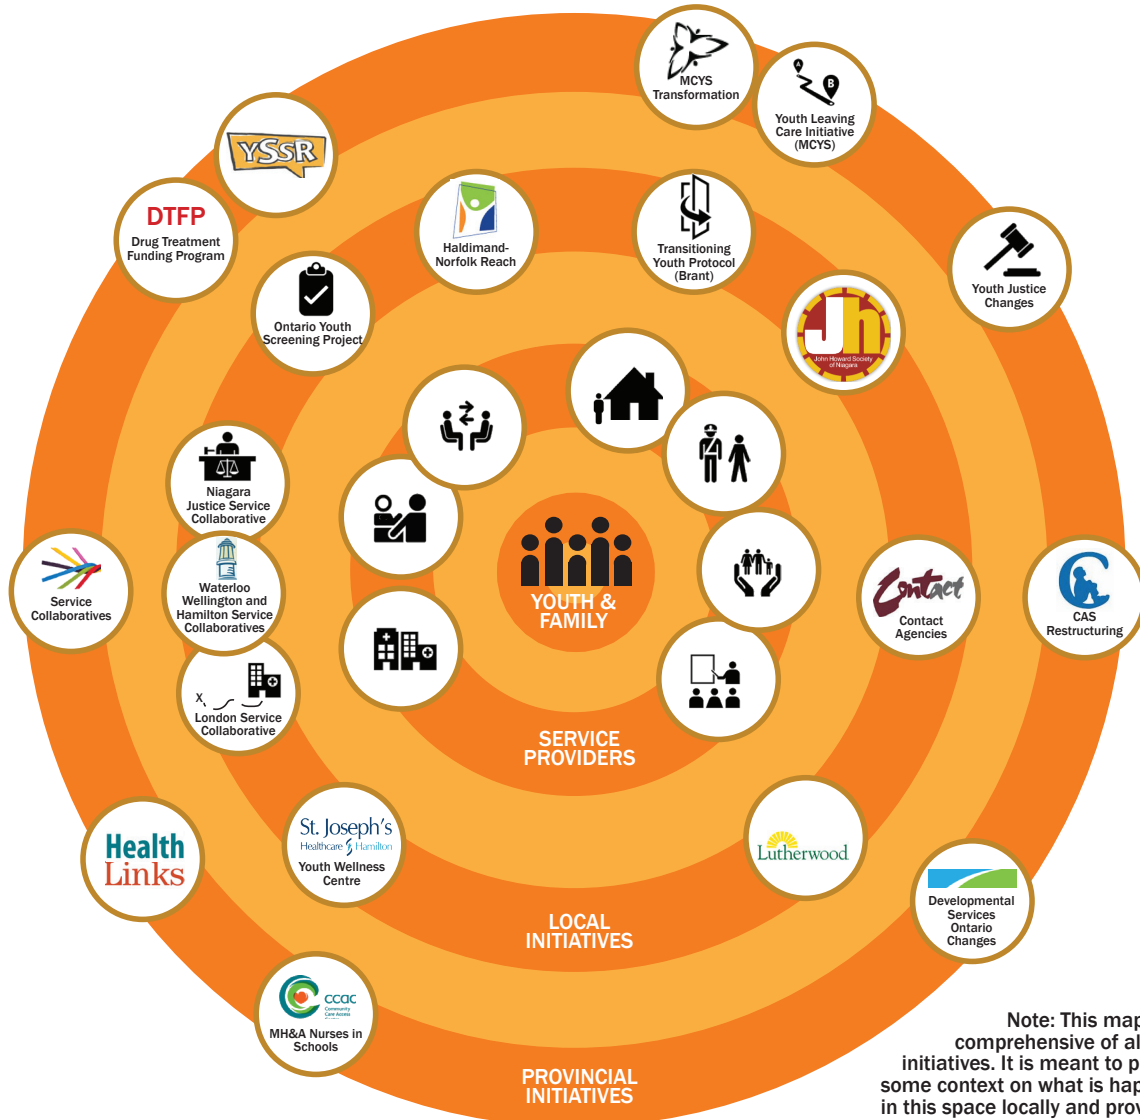 MCYS
Transformation
A
B
Youth Leaving
Care Initiative
(MCYS)
YSSR
DTFP
Drug Treatment
Funding Program
Haldimand-
Norfolk Reach
Transitioning
Youth Protocol
(Brant)
Youth Justice
Changes
Ontario Youth
Screening Project
Jh
John Howard Society
of Niagara
Niagara
Justice Service
Collaborative
Service
Collaboratives
Waterloo
Wellington and
Hamilton Service
Collaboratives
YOUTH &
FAMILY
Contact
Contact
Agencies
CAS
Restructuring
X
London Service
Collaborative
SERVICE
PROVIDERS
Health
Links
St. Joseph's
Healthcare Hamilton
Youth Wellness
Centre
Lutherwood
Developmental
Services
Ontario
Changes
LOCAL
INITIATIVES
ccac
Community
Care Access
MH&A Nurses in
Schools
PROVINCIAL
INITIATIVES
Note: This map
comprehensive of al
initiatives. It is meant to p
some context on what is hap
in this space locally and prov